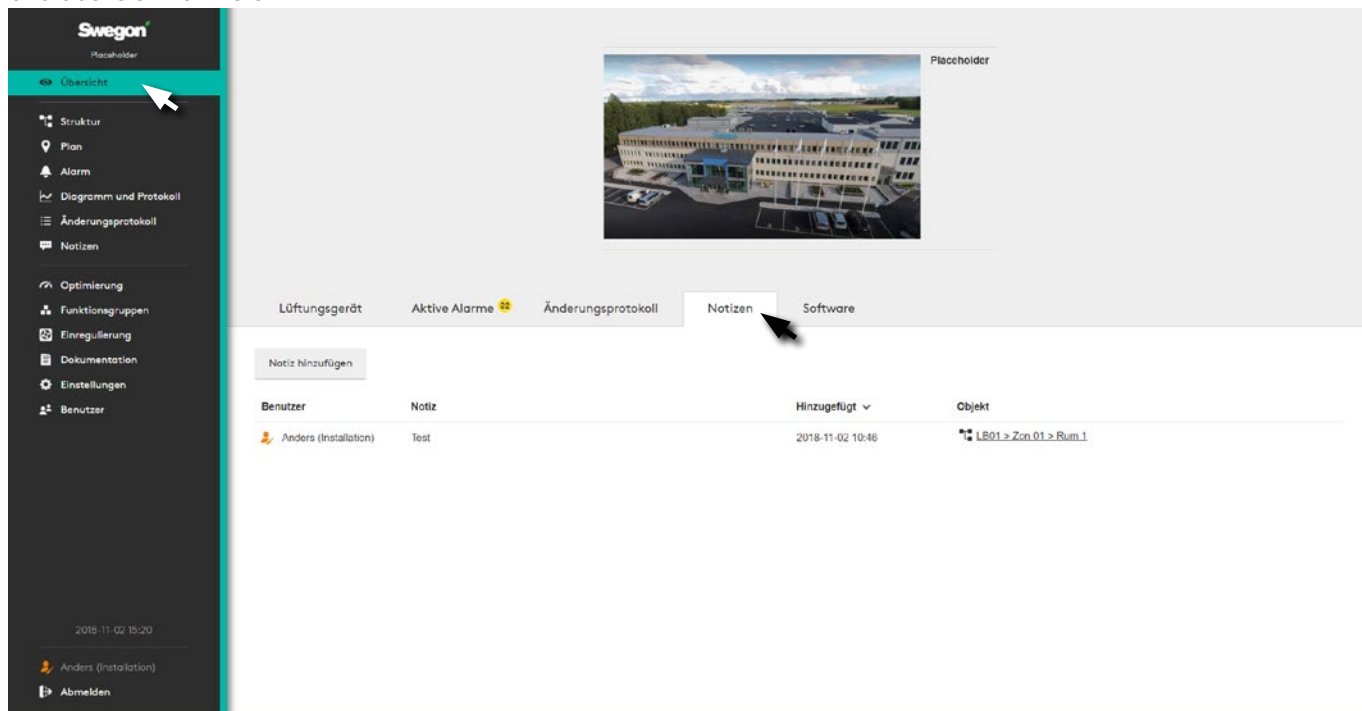 Swegon
Placeholder
Übersicht
Struktur
Plan
Alarm
Diagramm und Protokoll
Änderungsprotokoll
Notizen
Optimierung
Funktionsgruppen
Einregulierung
Dokumentation
Einstellungen
Benutzer
2018-11-02 15:20
Anders (Installation)
Abmelden
Placeholder
Lüftungsgerät Aktive Alarme 22 Änderungsprotokoll Notizen Software
Notiz hinzufügen
Benutzer Notiz Hinzugefügt Objekt
Anders (Installation) Test 2018-11-02 10:46 LB01 > Zon 01 > Rum 1